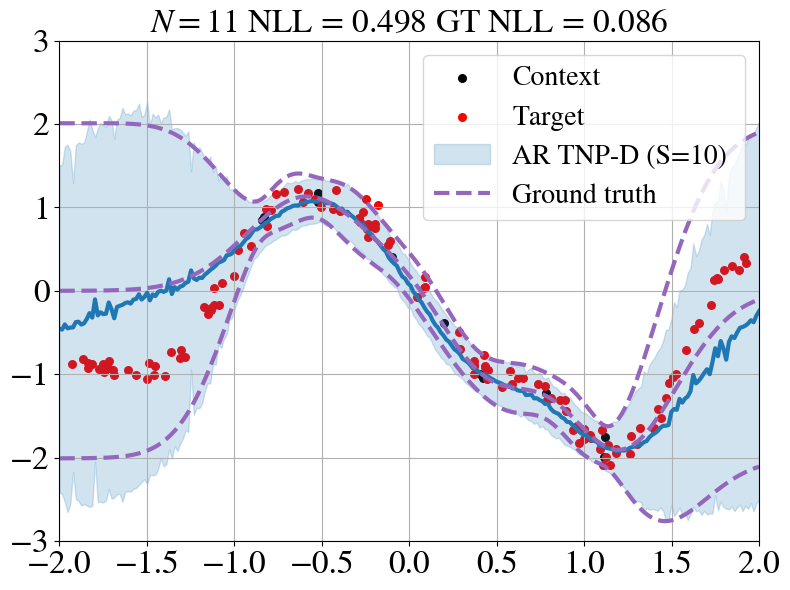 N = 11 NLL = 0.498 GT NLL = 0.086
3
2
1
0
−1
−2
−3
Context
Target
AR TNP-D (S=10)
Ground truth
−2.0 −1.5 −1.0 −0.5 0.0 0.5 1.0 1.5 2.0